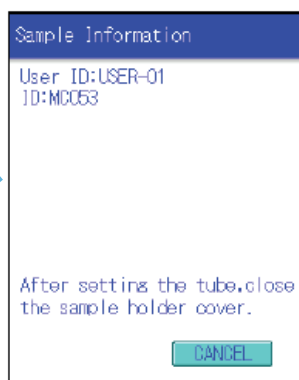 Sample Information
User ID:USER-01
ID:MC053
After setting the tube,close
the sample holder cover.
CANCEL